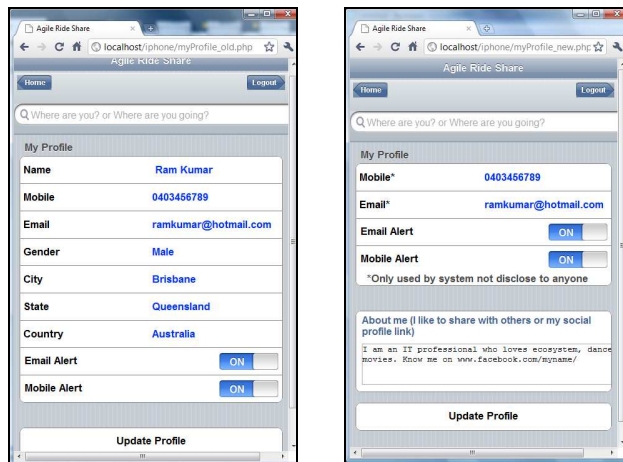 Agile Ride Share
localhost/iphone/myProfile_old.php
Agile Ride Share
Home
Logout
Where are you? or Where are you going?
My Profile
Name Ram Kumar
Mobile 0403456789
Email ramkumar@hotmail.com
Gender Male
City Brisbane
State Queensland
Country Australia
Email Alert ON
Mobile Alert ON
Update Profile
Agile Ride Share
localhost/iphone/myProfile_new.php
Agile Ride Share
Home
Logout
Where are you? or Where are you going?
My Profile
Mobile* 0403456789
Email* ramkumar@hotmail.com
Email Alert ON
Mobile Alert ON
*Only used by system not disclose to anyone
About me (I like to share with others or my social
profile link)
I am an IT professional who loves ecosystem, dance
movies. Know me on www.facebook.com/myname/
Update Profile